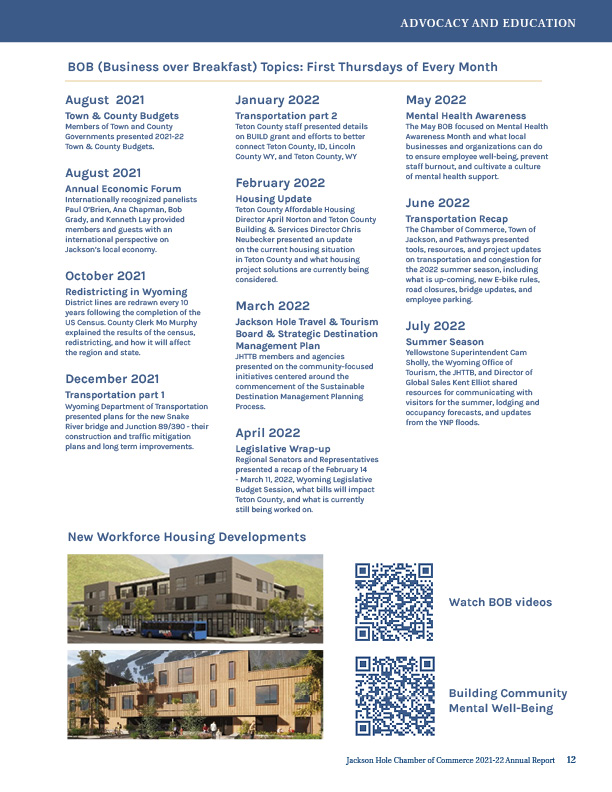 ADVOCACY AND EDUCATION
BOB (Business over Breakfast) Topics: First Thursdays of Every Month
August 2021
Town & County Budgets
Members of Town and County
Governments presented 2021-22
Town & County Budgets.
August 2021
Annual Economic Forum
Internationally recognized panelists
Paul O'Brien, Ana Chapman, Bob
Grady, and Kenneth Lay provided
members and guests with an
international perspective on
Jackson's local economy.
October 2021
Redistricting in Wyoming
District lines are redrawn every 10
years following the completion of the
US Census. County Clerk Mo Murphy
explained the results of the census,
redistricting, and how it will affect
the region and state.
December 2021
Transportation part 1
Wyoming Department of Transportation
presented plans for the new Snake
River bridge and Junction 89/390 - their
construction and traffic mitigation
plans and long term improvements.
January 2022
Transportation part 2
Teton County staff presented details
on BUILD grant and efforts to better
connect Teton County, ID, Lincoln
County WY, and Teton County, WY
February 2022
Housing Update
Teton County Affordable Housing
Director April Norton and Teton County
Building & Services Director Chris
Neubecker presented an update
on the current housing situation
in Teton County and what housing
project solutions are currently being
considered.
March 2022
Jackson Hole Travel & Tourism
Board & Strategic Destination
Management Plan
JHTTB members and agencies
presented on the community-focused
initiatives centered around the
commencement of the Sustainable
Destination Management Planning
Process.
April 2022
Legislative Wrap-up
Regional Senators and Representatives
presented a recap of the February 14
- March 11, 2022, Wyoming Legislative
Budget Session, what bills will impact
Teton County, and what is currently
still being worked on.
May 2022
Mental Health Awareness
The May BOB focused on Mental Health
Awareness Month and what local
businesses and organizations can do
to ensure employee well-being, prevent
staff burnout, and cultivate a culture
of mental health support.
June 2022
Transportation Recap
The Chamber of Commerce, Town of
Jackson, and Pathways presented
tools, resources, and project updates
on transportation and congestion for
the 2022 summer season, including
what is up-coming, new E-bike rules,
road closures, bridge updates, and
employee parking.
July 2022
Summer Season
Yellowstone Superintendent Cam
Sholly, the Wyoming Office of
Tourism, the JHTTB, and Director of
Global Sales Kent Elliot shared
resources for communicating with
visitors for the summer, lodging and
occupancy forecasts, and updates
from the YNP floods.
New Workforce Housing Developments
Watch BOB videos
Building Community
Mental Well-Being
Jackson Hole Chamber of Commerce 2021-22 Annual Report 12